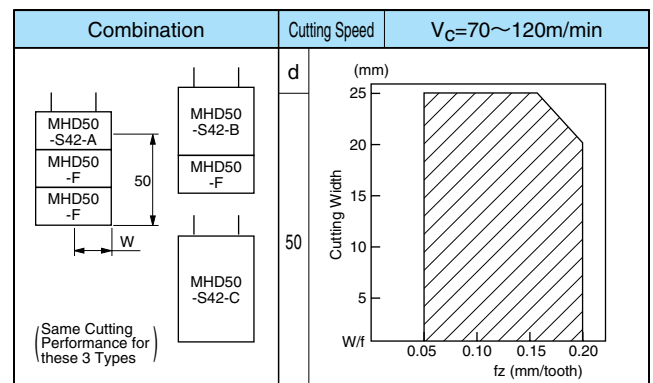 Combination
Cutting Speed
VC=70～120m/min
MHD50
-S42-A
MHD50
-F
MHD50
-F
50
W
MHD50
-S42-B
MHD50
-F
MHD50
-S42-C
(Same Cutting
Performance for
these 3 Types)
d
50
(mm)
25
20
15
10
5
W/f
Cutting Width
0.05 0.10 0.15 0.20
fz (mm/tooth)